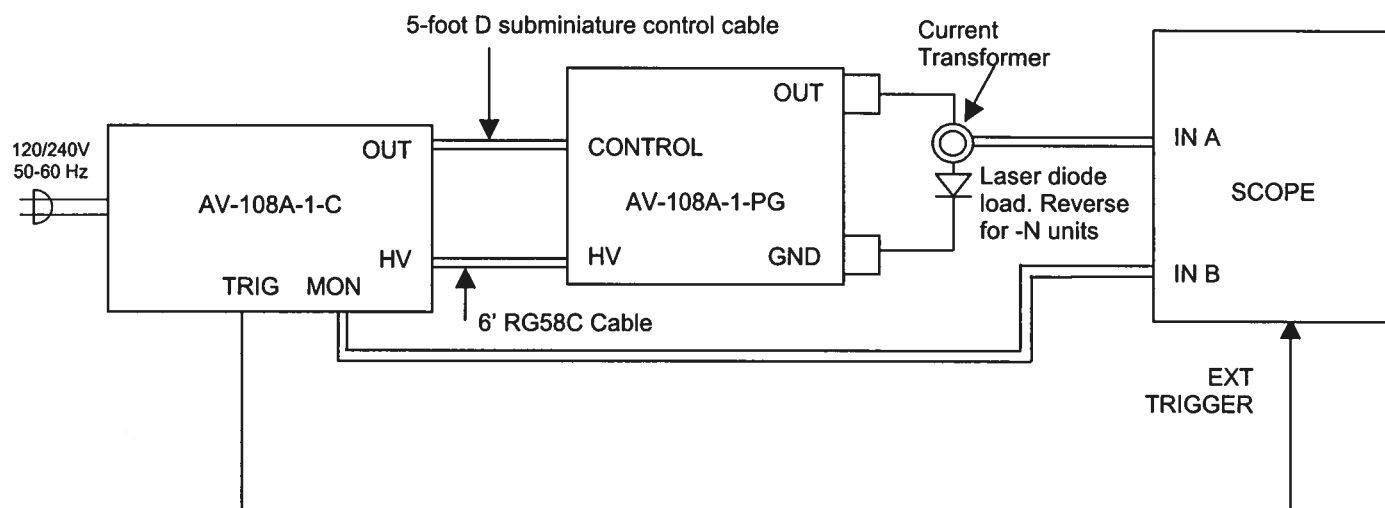 5-foot D subminiature control cable
Current
Transformer
120/240V
50-60 Hz
OUT
AV-108A-1-C
HV
TRIG MON
OUT
CONTROL
AV-108A-1-PG
HV
GND
Laser diode
load. Reverse
for -N units
IN A
SCOPE
IN B
6' RG58C Cable
EXT
TRIGGER